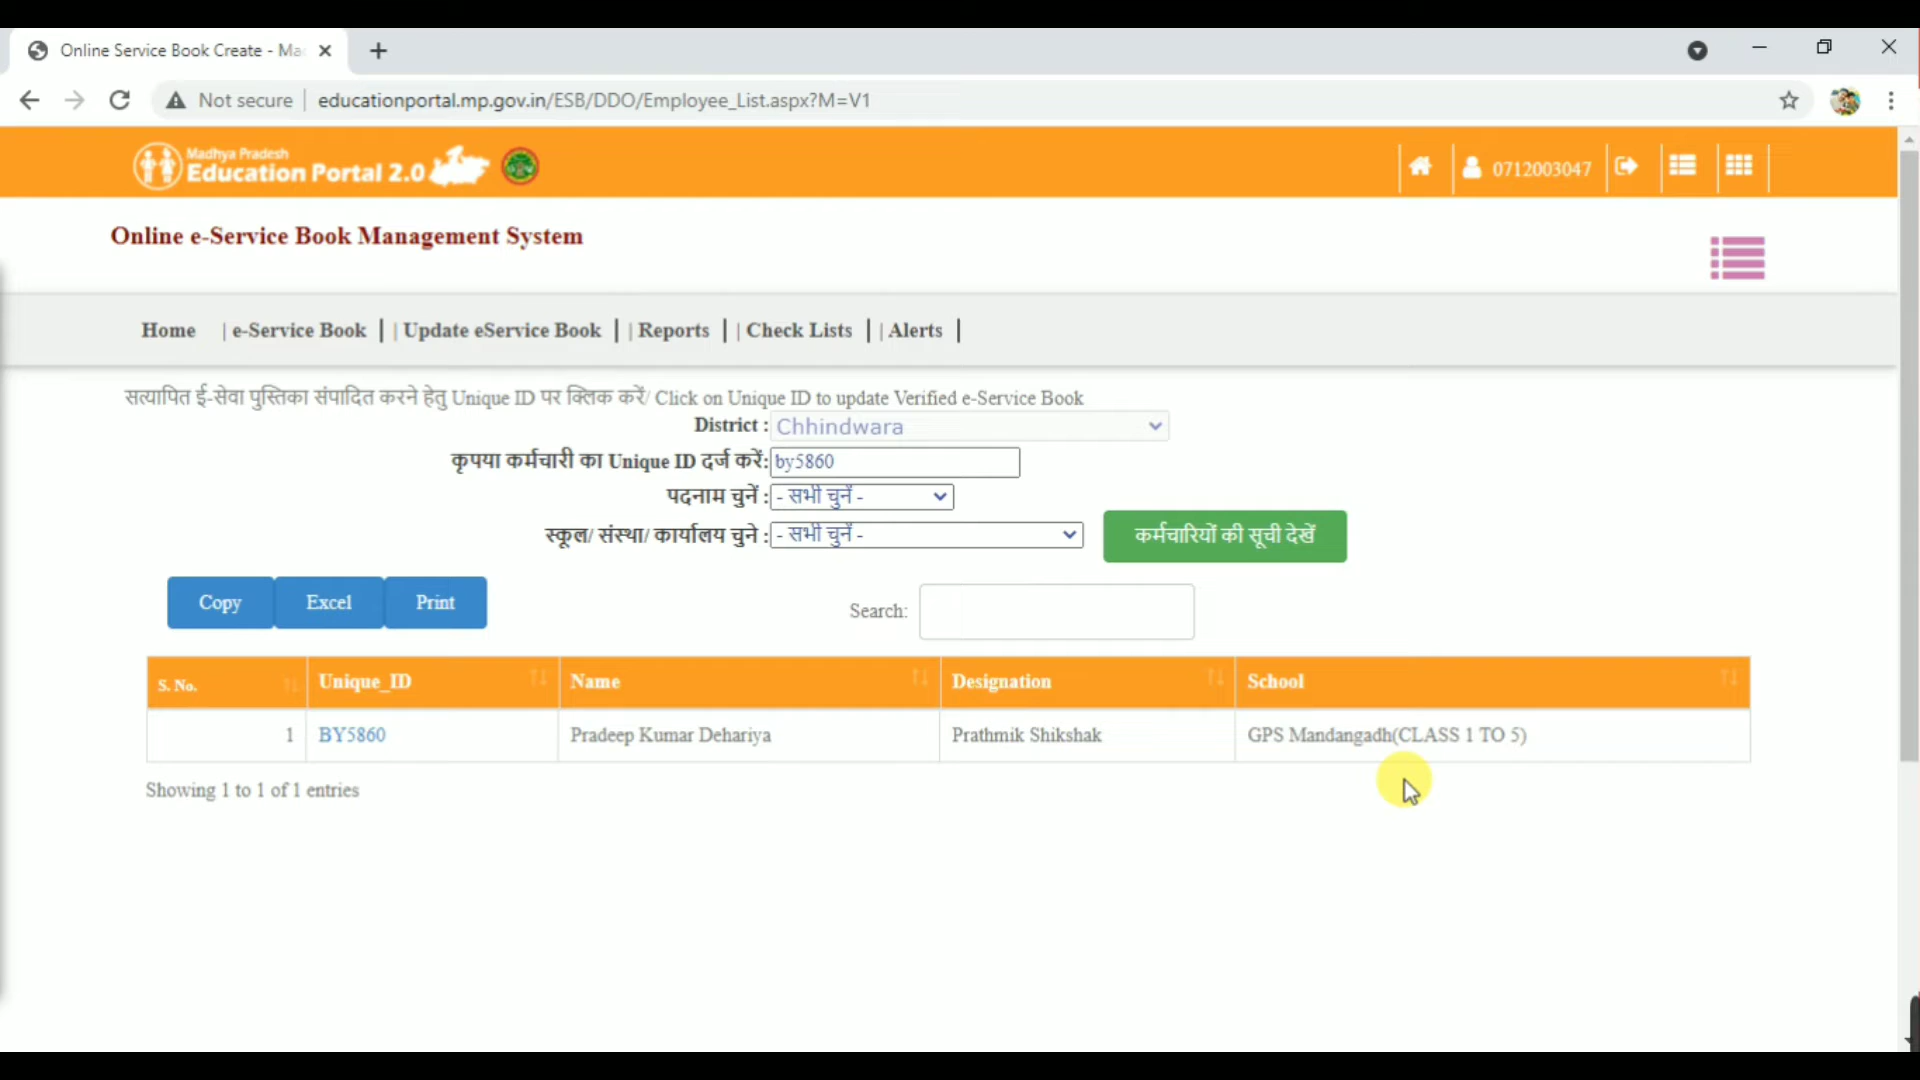 Online Service Book Create - Ma
Not secure educationportal.mp.gov.in/ESB/DDO/Employee_List.aspx?M=V1
Madhya Pradesh
Education Portal 2.0
0712003047
Online e-Service Book Management System
Home | e-Service Book | | Update eService Book | | Reports | | Check Lists | | Alerts |
सत्यापित ई-सेवा पुस्तिका संपादित करने हेतु Unique ID पर क्लिक करें/ Click on Unique ID to update Verified e-Service Book
District : Chhindwara
कृपया कर्मचारी का Unique ID दर्ज करें: by5860
पदनाम चुनें : - सभी चुनें -
स्कूल/ संस्था/ कार्यालय चुने : - सभी चुनें - कर्मचारियों की सूची देखें
Copy Excel Print Search:
S. No. Unique_ID Name Designation School
1 BY5860 Pradeep Kumar Dehariya Prathmik Shikshak GPS Mandangadh(CLASS 1 TO 5)
Showing 1 to 1 of 1 entries